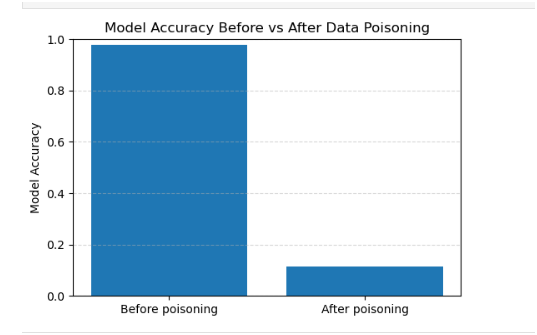 Model Accuracy Before vs After Data Poisoning
1.0
0.8
0.6
0.4
0.2
0.0
Model Accuracy
Before poisoning
After poisoning